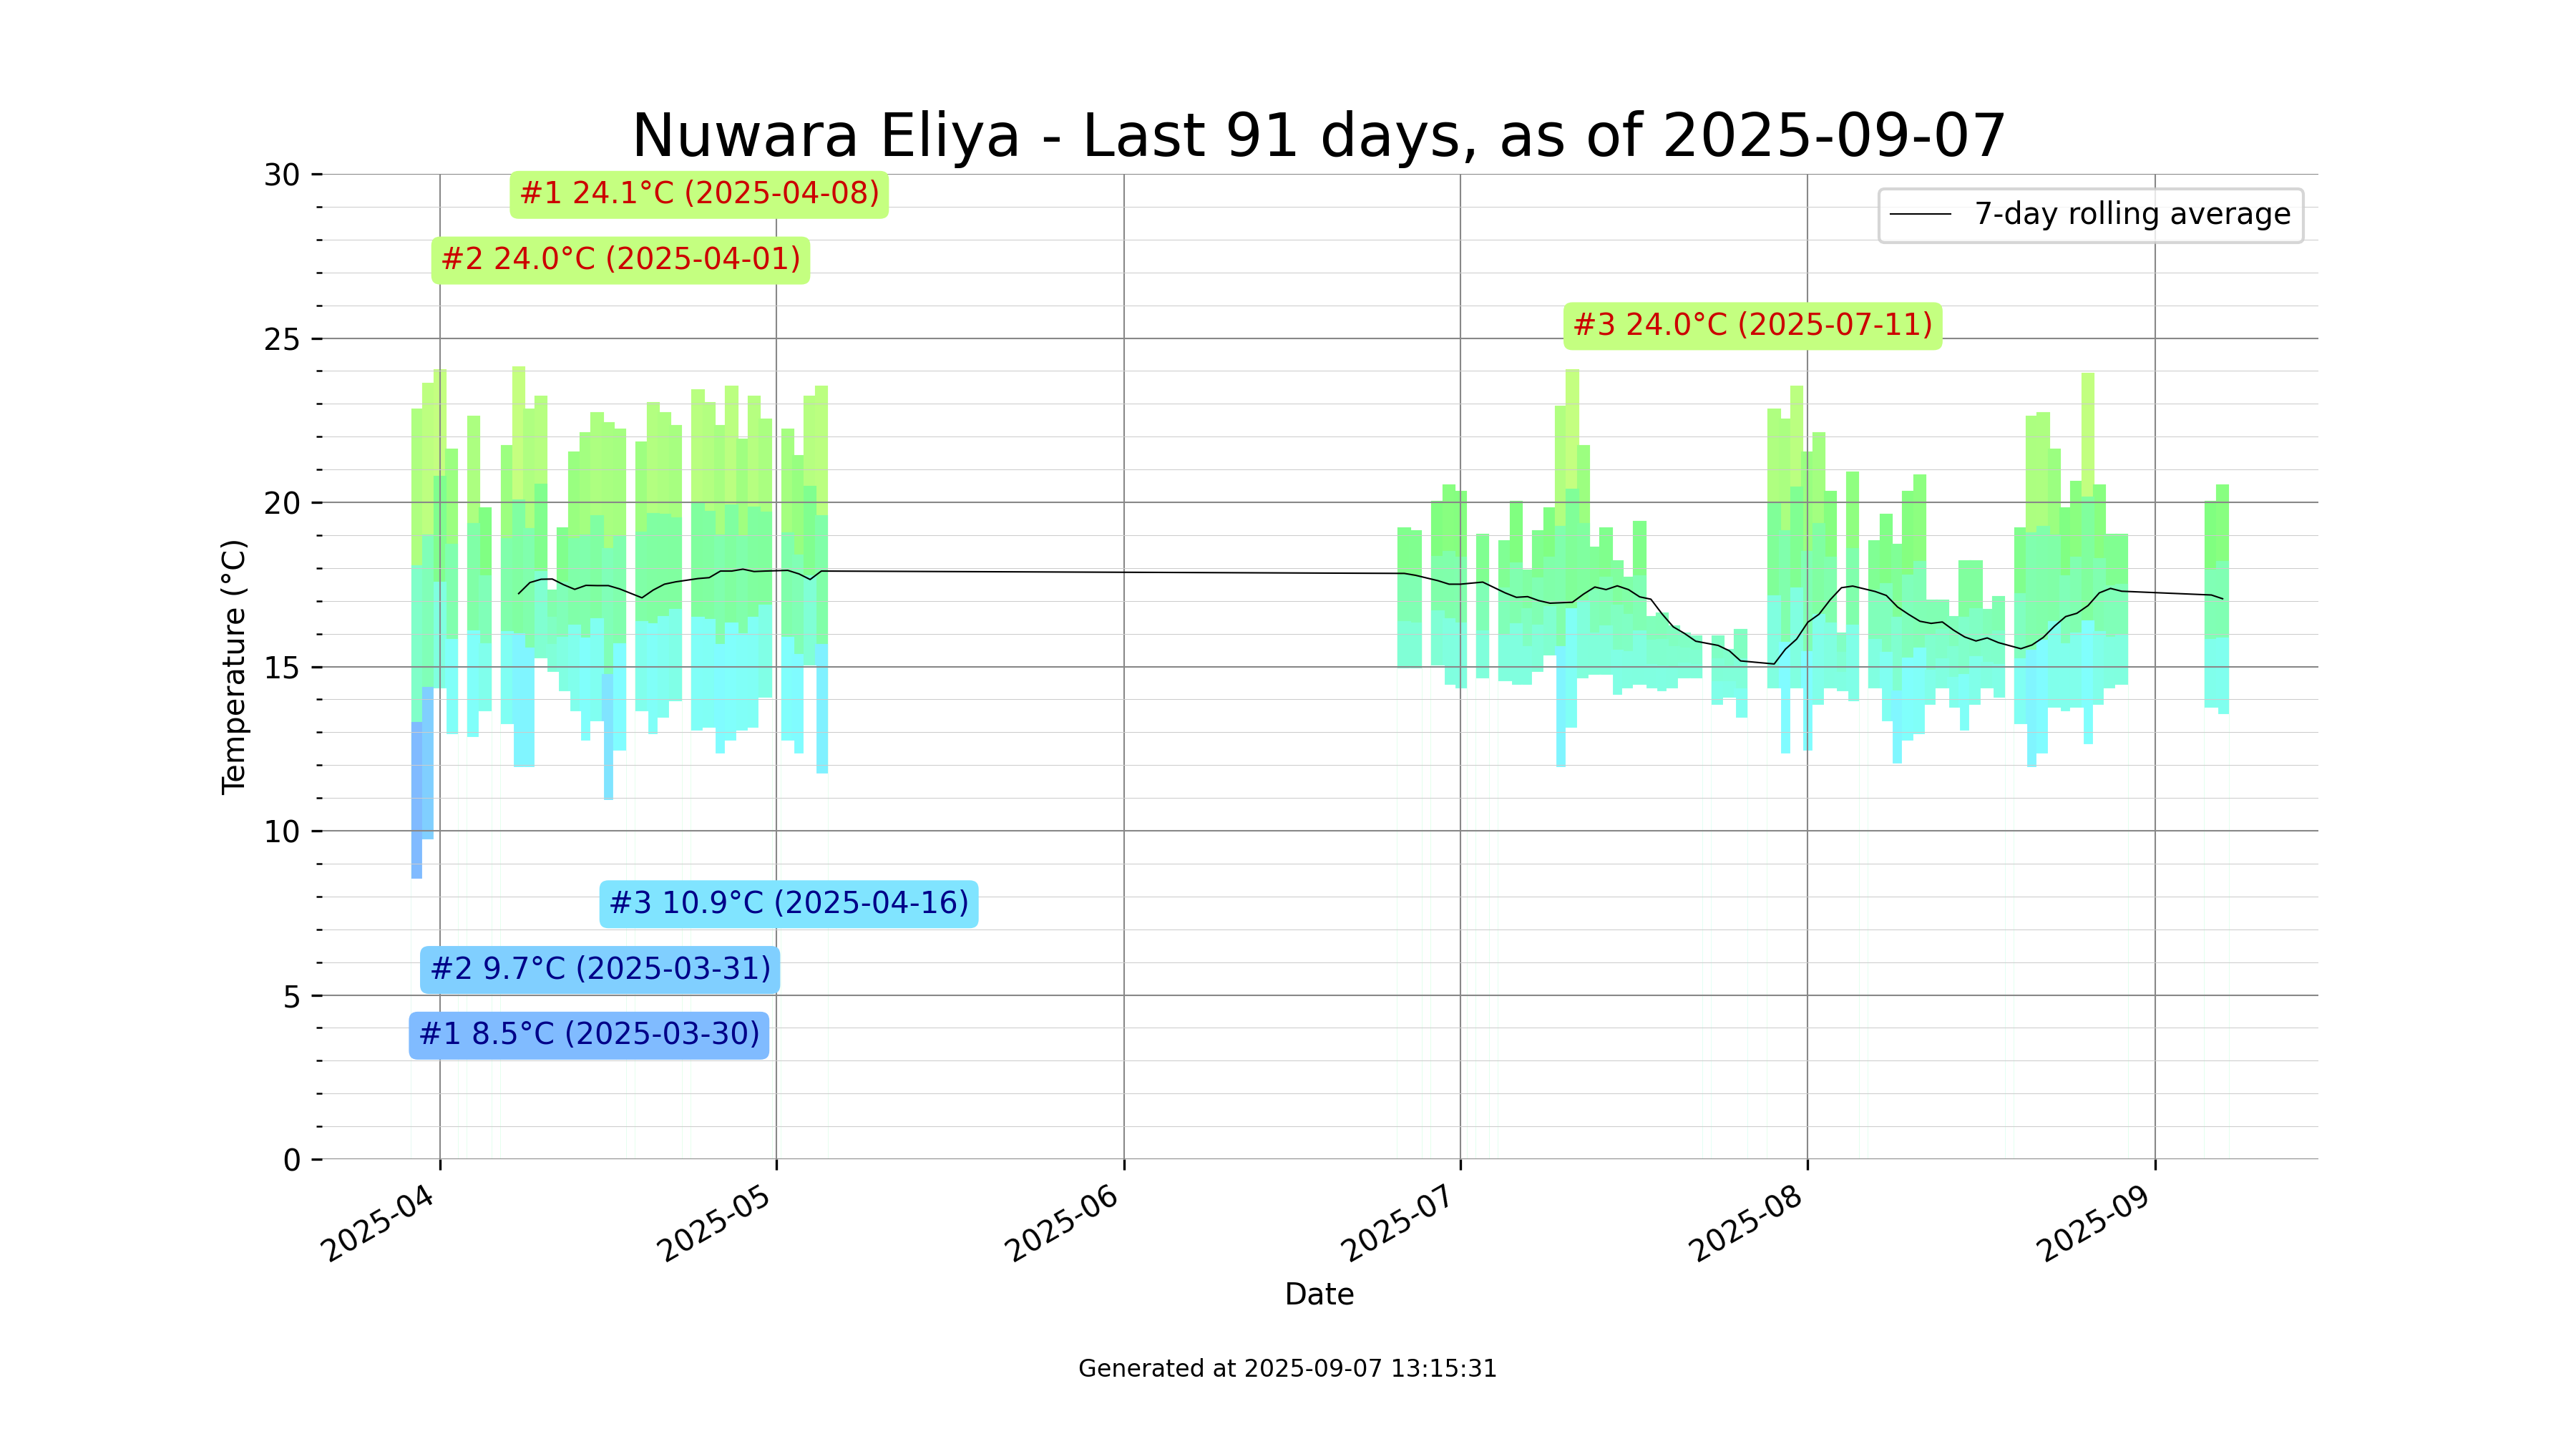 Nuwara Eliya - Last 91 days, as of 2025-09-07
30
25
20
15
10
5
0
Temperature (°C)
#1 24.1°C (2025-04-08)
#2 24.0°C (2025-04-01)
#3 24.0°C (2025-07-11)
7-day rolling average
#3 10.9°C (2025-04-16)
#2 9.7°C (2025-03-31)
#1 8.5°C (2025-03-30)
2025-04
2025-05
2025-06
2025-07
2025-08
2025-09
Date
Generated at 2025-09-07 13:15:31